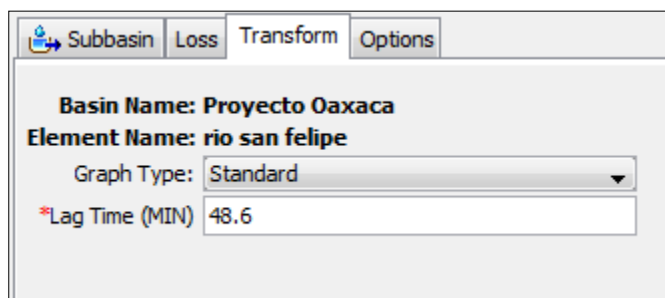 Subbasin Loss Transform Options
Basin Name: Proyecto Oaxaca
Element Name: rio san felipe
Graph Type: Standard
*Lag Time (MIN) 48.6